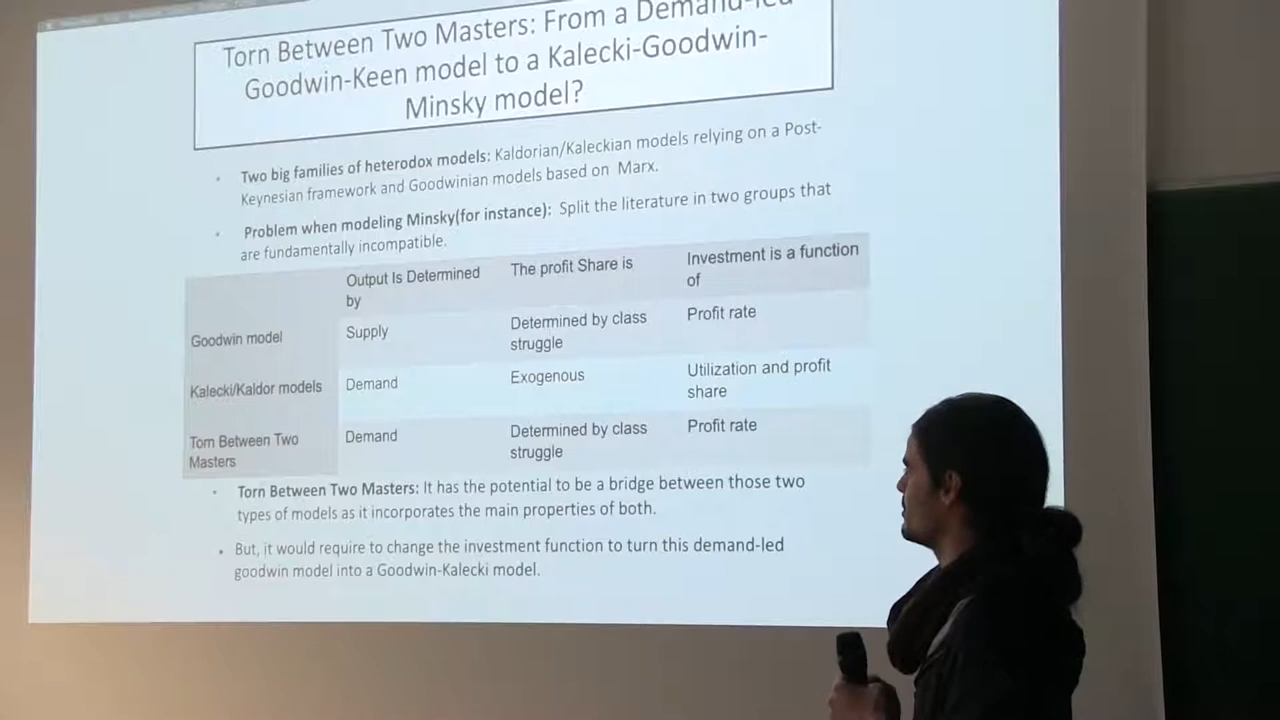 Torn Between Two Masters: From a Demand-led
Goodwin-Keen model to a Kalecki-Goodwin-
Minsky model?
• Two big families of heterodox models: Kaldorian/Kaleckian models relying on a Post-
Keynesian framework and Goodwinian models based on Marx.
• Problem when modeling Minsky(for instance): Split the literature in two groups that
are fundamentally incompatible.
Output Is Determined by The profit Share is Investment is a function of
Goodwin model Supply Determined by class struggle Profit rate
Kalecki/Kaldor models Demand Exogenous Utilization and profit share
Torn Between Two Masters Demand Determined by class struggle Profit rate
• Torn Between Two Masters: It has the potential to be a bridge between those two
types of models as it incorporates the main properties of both.
• But, it would require to change the investment function to turn this demand-led
goodwin model into a Goodwin-Kalecki model.